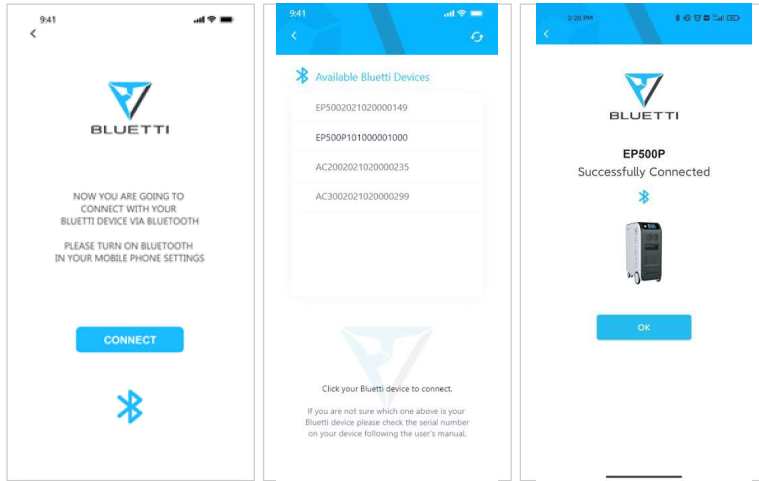 9:41
BLUETTI
NOW YOU ARE GOING TO
CONNECT WITH YOUR
BLUETTI DEVICE VIA BLUETOOTH
PLEASE TURN ON BLUETOOTH
IN YOUR MOBILE PHONE SETTINGS
CONNECT
9:41
Available Bluetti Devices
EP5002021020000149
EP500P101000001000
AC2002021020000235
AC3002021020000299
Click your Bluetti device to connect.
If you are not sure which one above is your
Bluetti device please check the serial number
on your device following the user's manual.
2:20 PM
BLUETTI
EP500P
Successfully Connected
OK